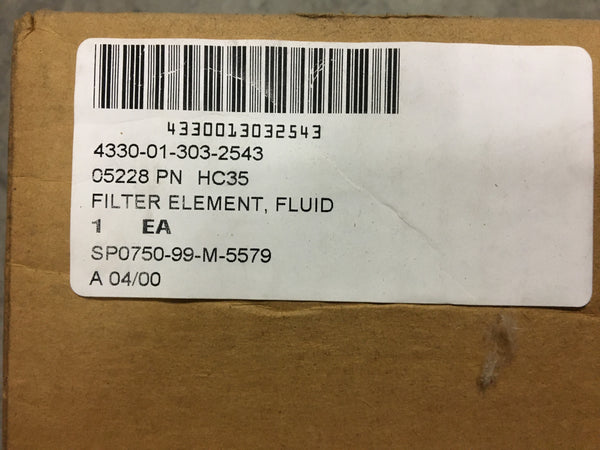 4330013032543
4330-01-303-2543
05228 PN HC35
FILTER ELEMENT, FLUID
1 EA
SP0750-99-M-5579
A 04/00